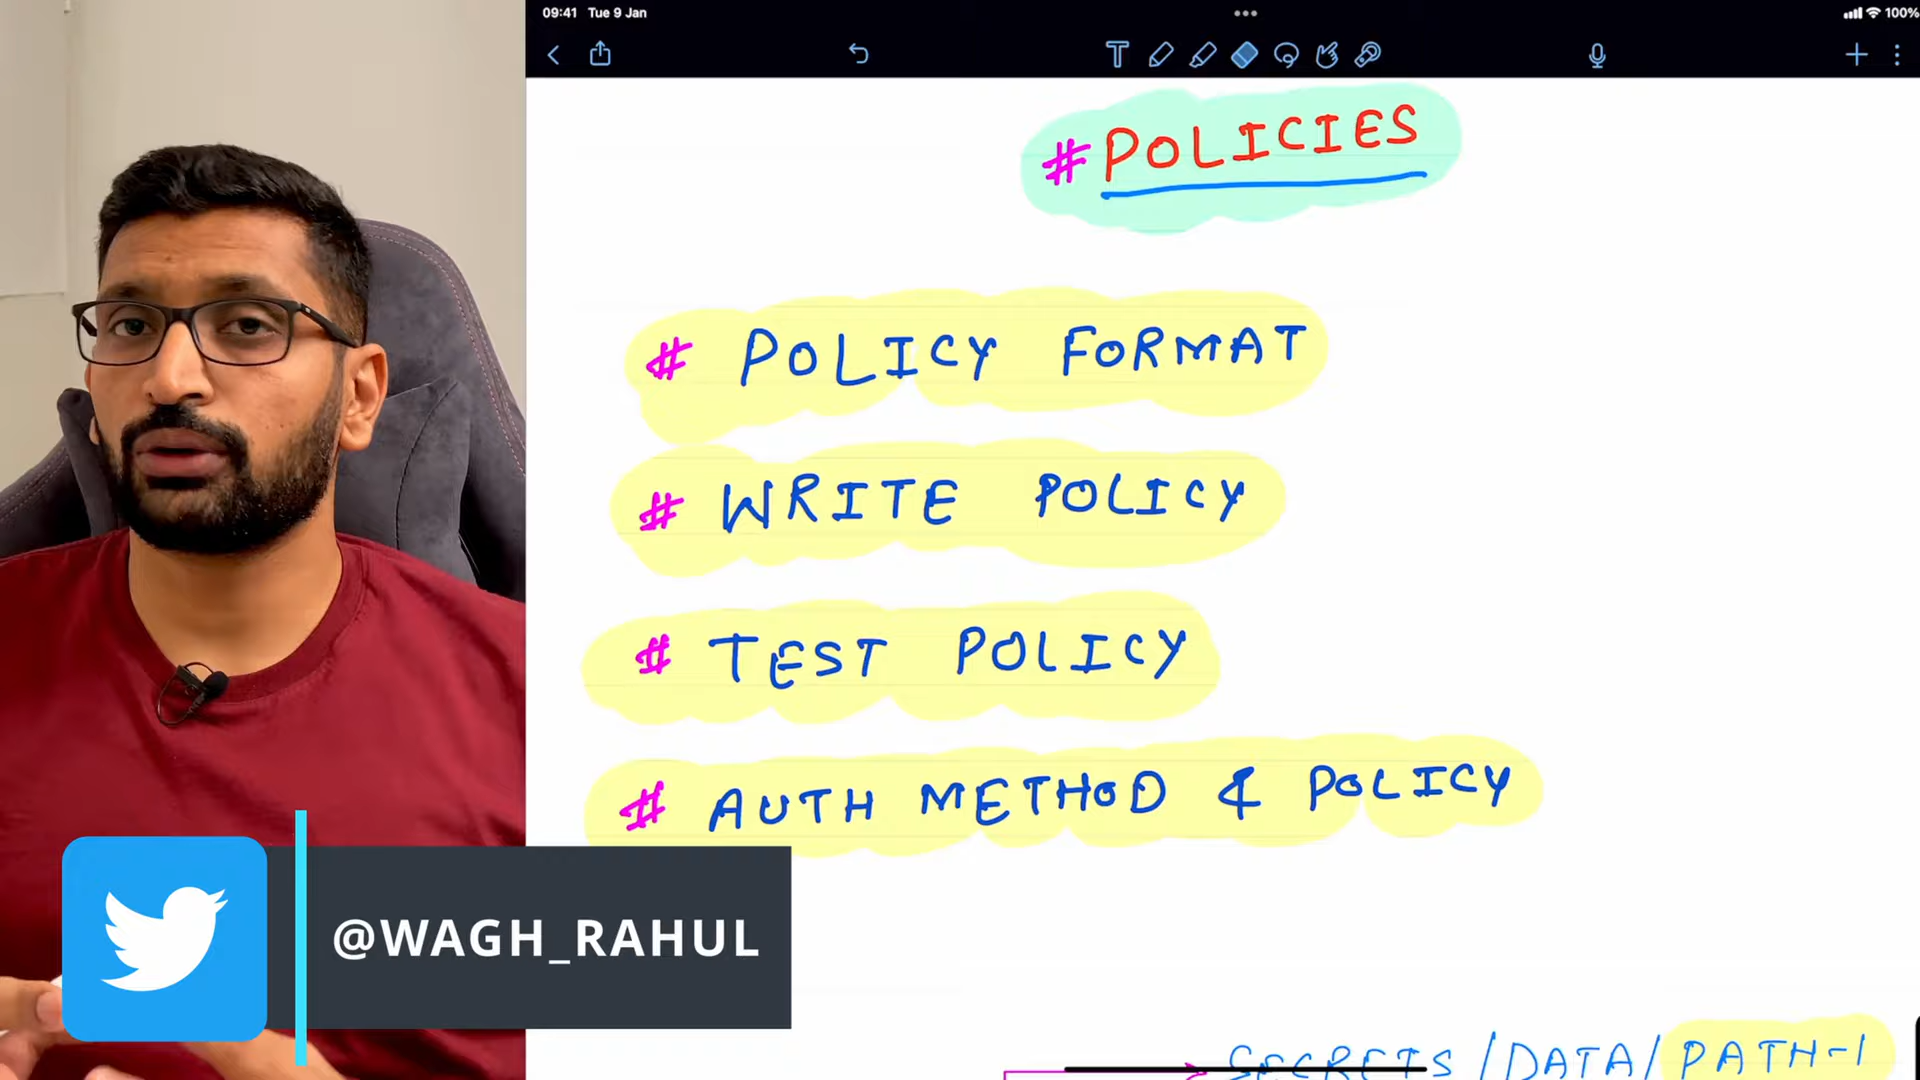 09:41 Tue 9 Jan
100%
# POLICIES
# POLICY FORMAT
# WRITE POLICY
# TEST POLICY
# AUTH METHOD & POLICY
@WAGH_RAHUL
SECRETS/DATA/PATH-1